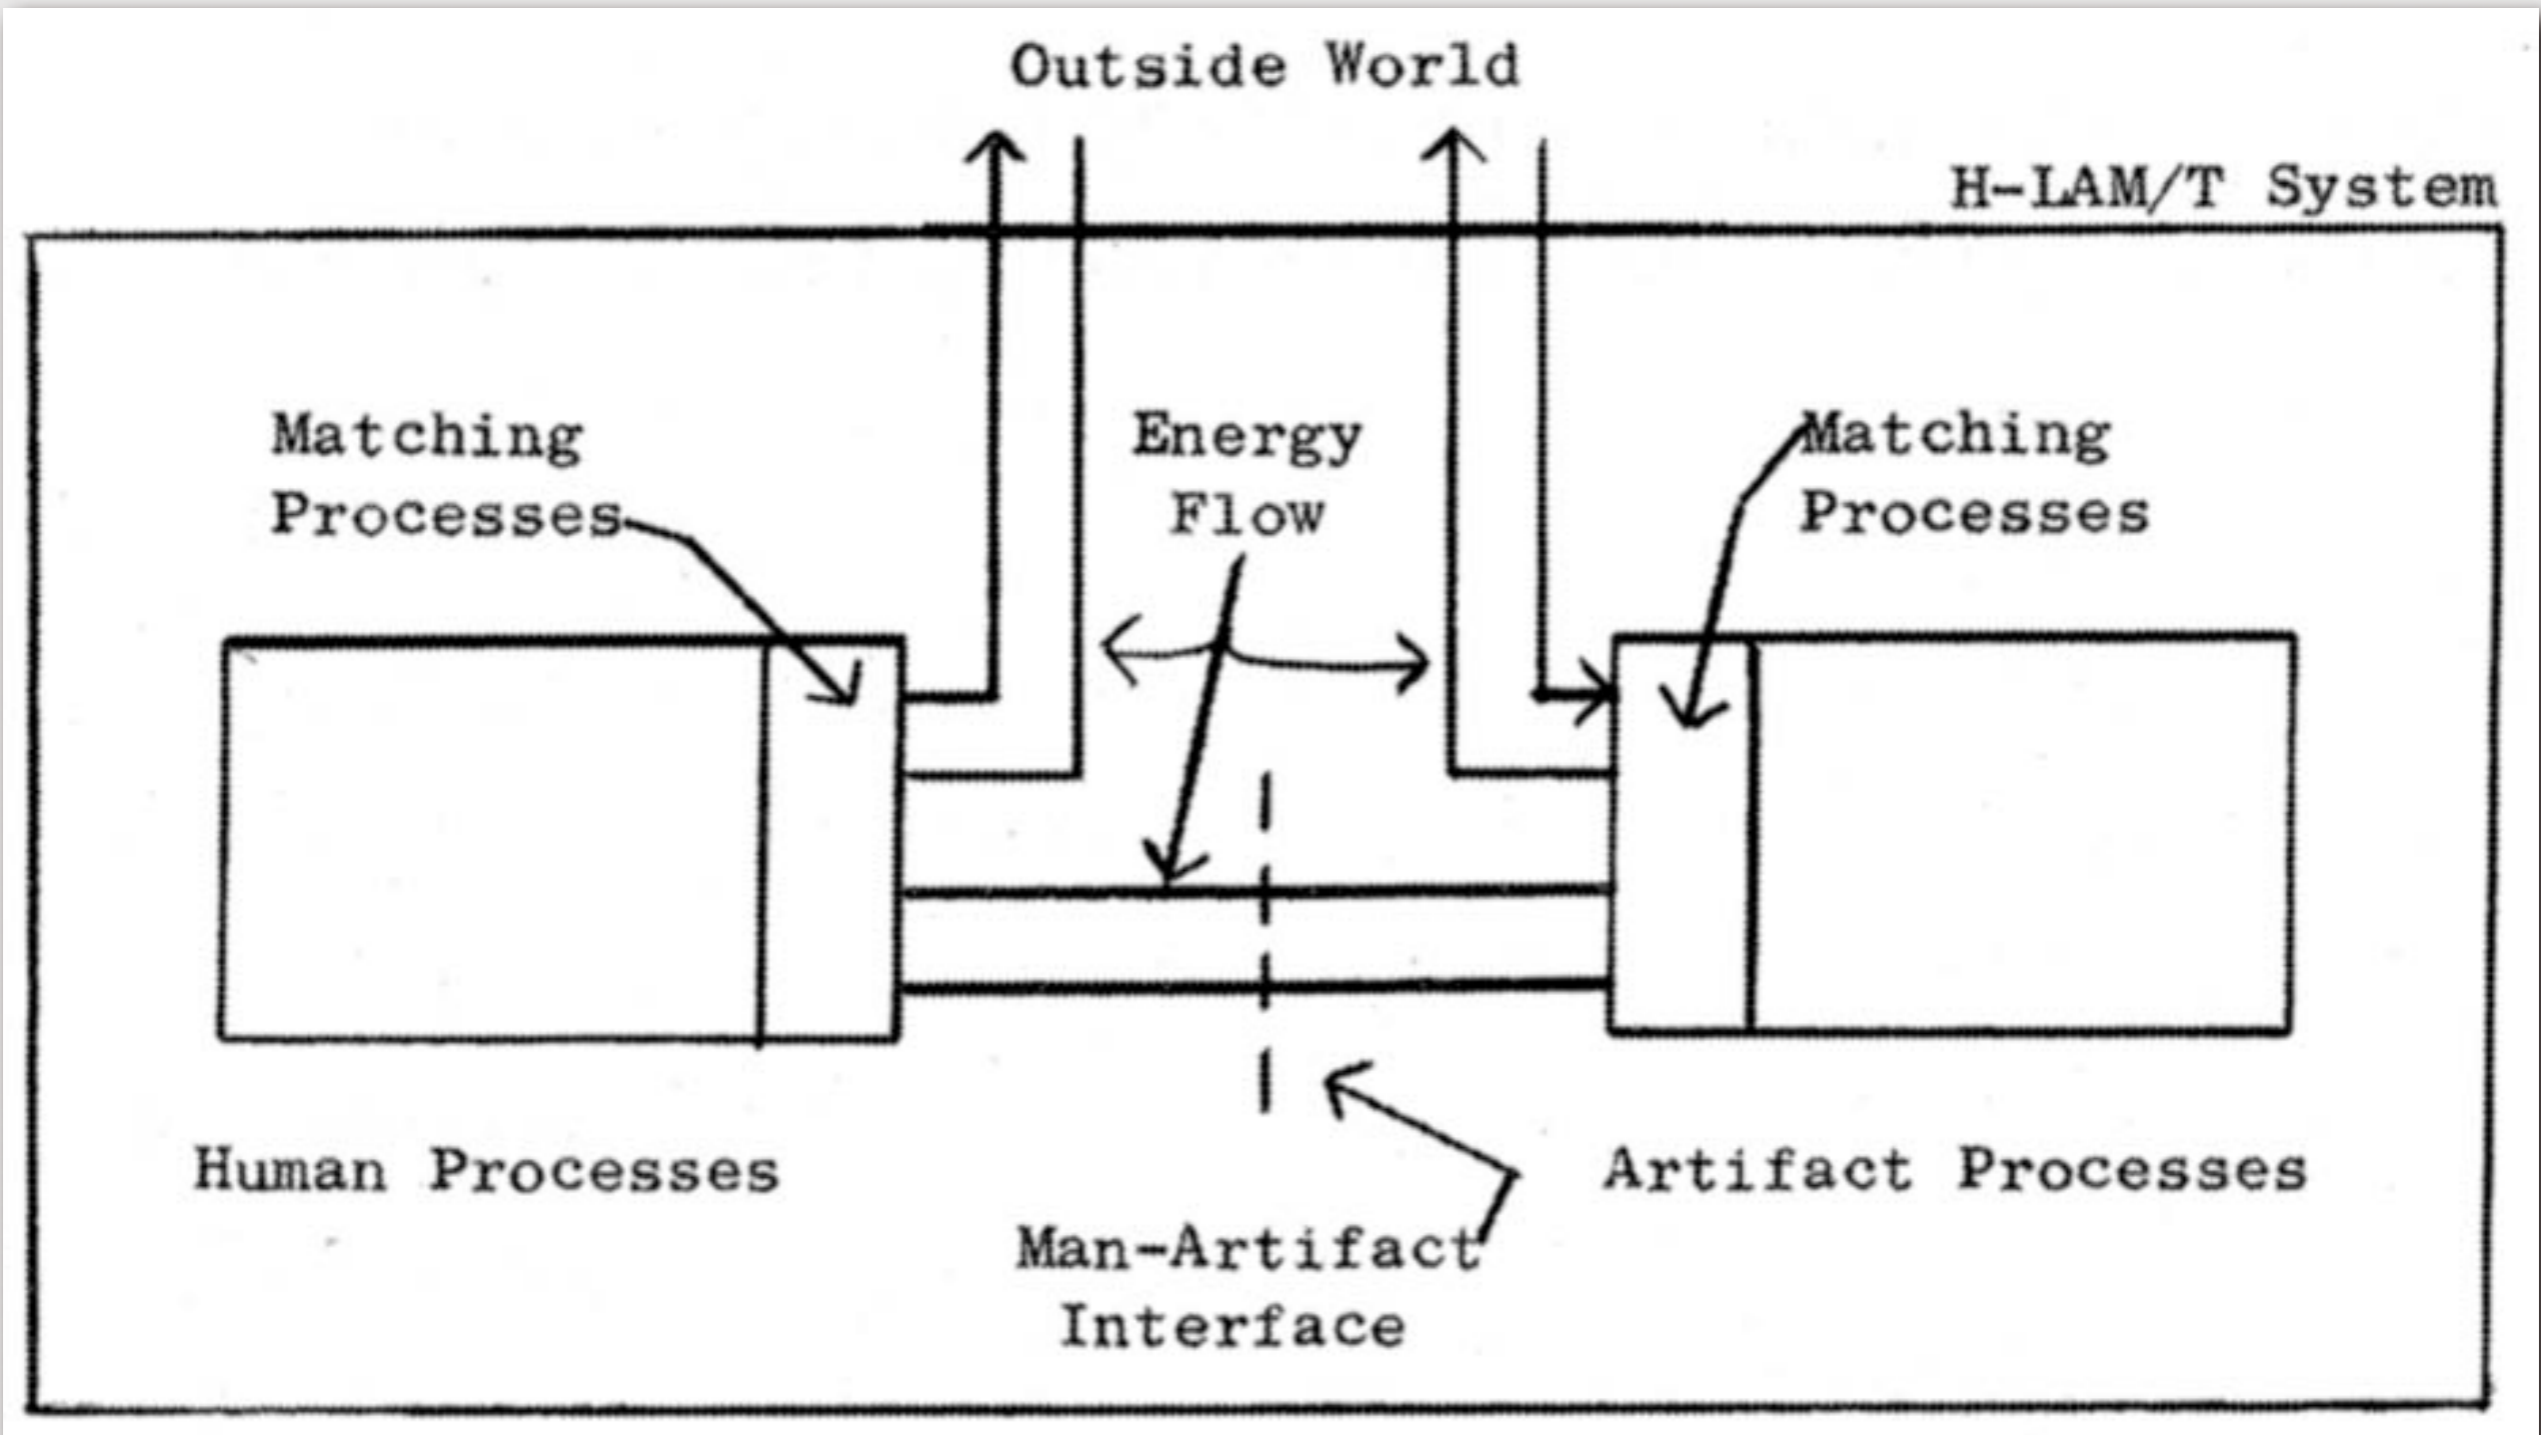 Outside World
H-LAM/T System
Matching
Processes
Energy
Flow
Matching
Processes
Human Processes
Artifact Processes
Man-Artifact
Interface